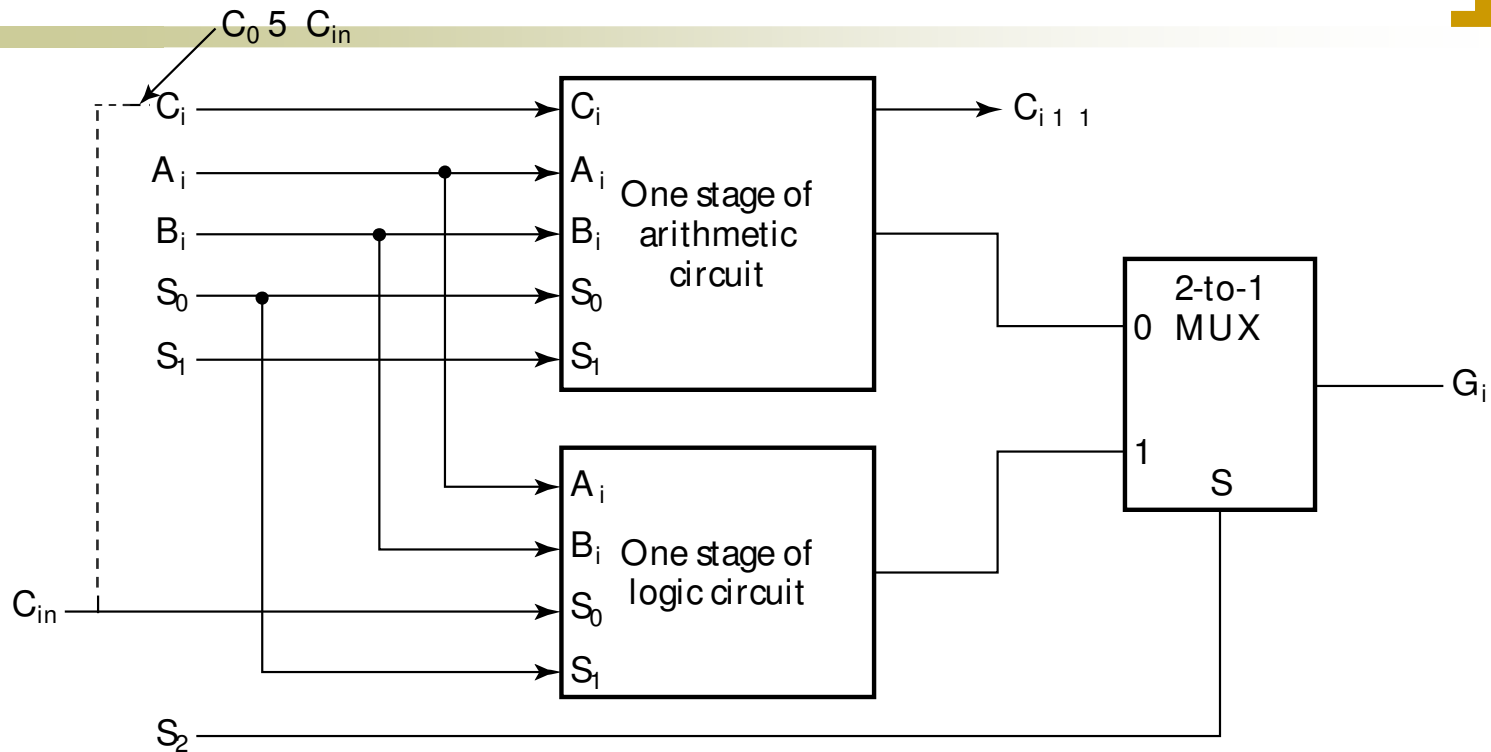 C₀ 5 Cᵢₙ
Cᵢ
Aᵢ
Bᵢ
S₀
S₁
Cᵢₙ
S₂
Cᵢ
Aᵢ
Bᵢ
S₀
S₁
One stage of
arithmetic
circuit
Cᵢ ₁ ₁
Aᵢ
Bᵢ
S₀
S₁
One stage of
logic circuit
2-to-1
0 MUX
1
S
Gᵢ